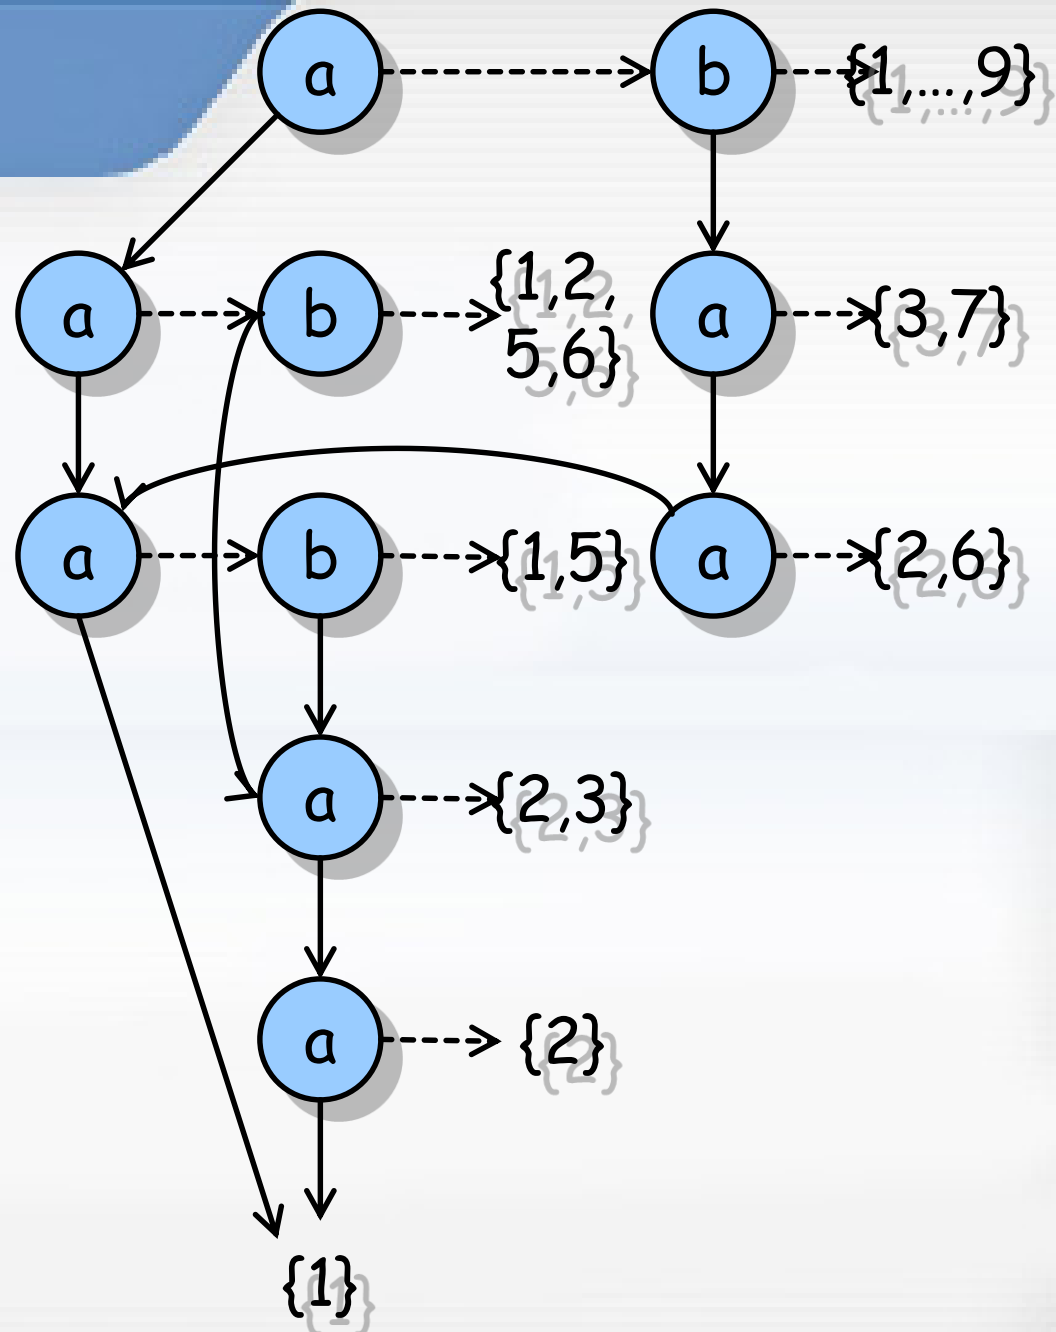 a b {1,...,9}
a b {1,2, a {3,7}
5,6}
a b {1,5} a {2,6}
a {2,3}
a {2}
{1}